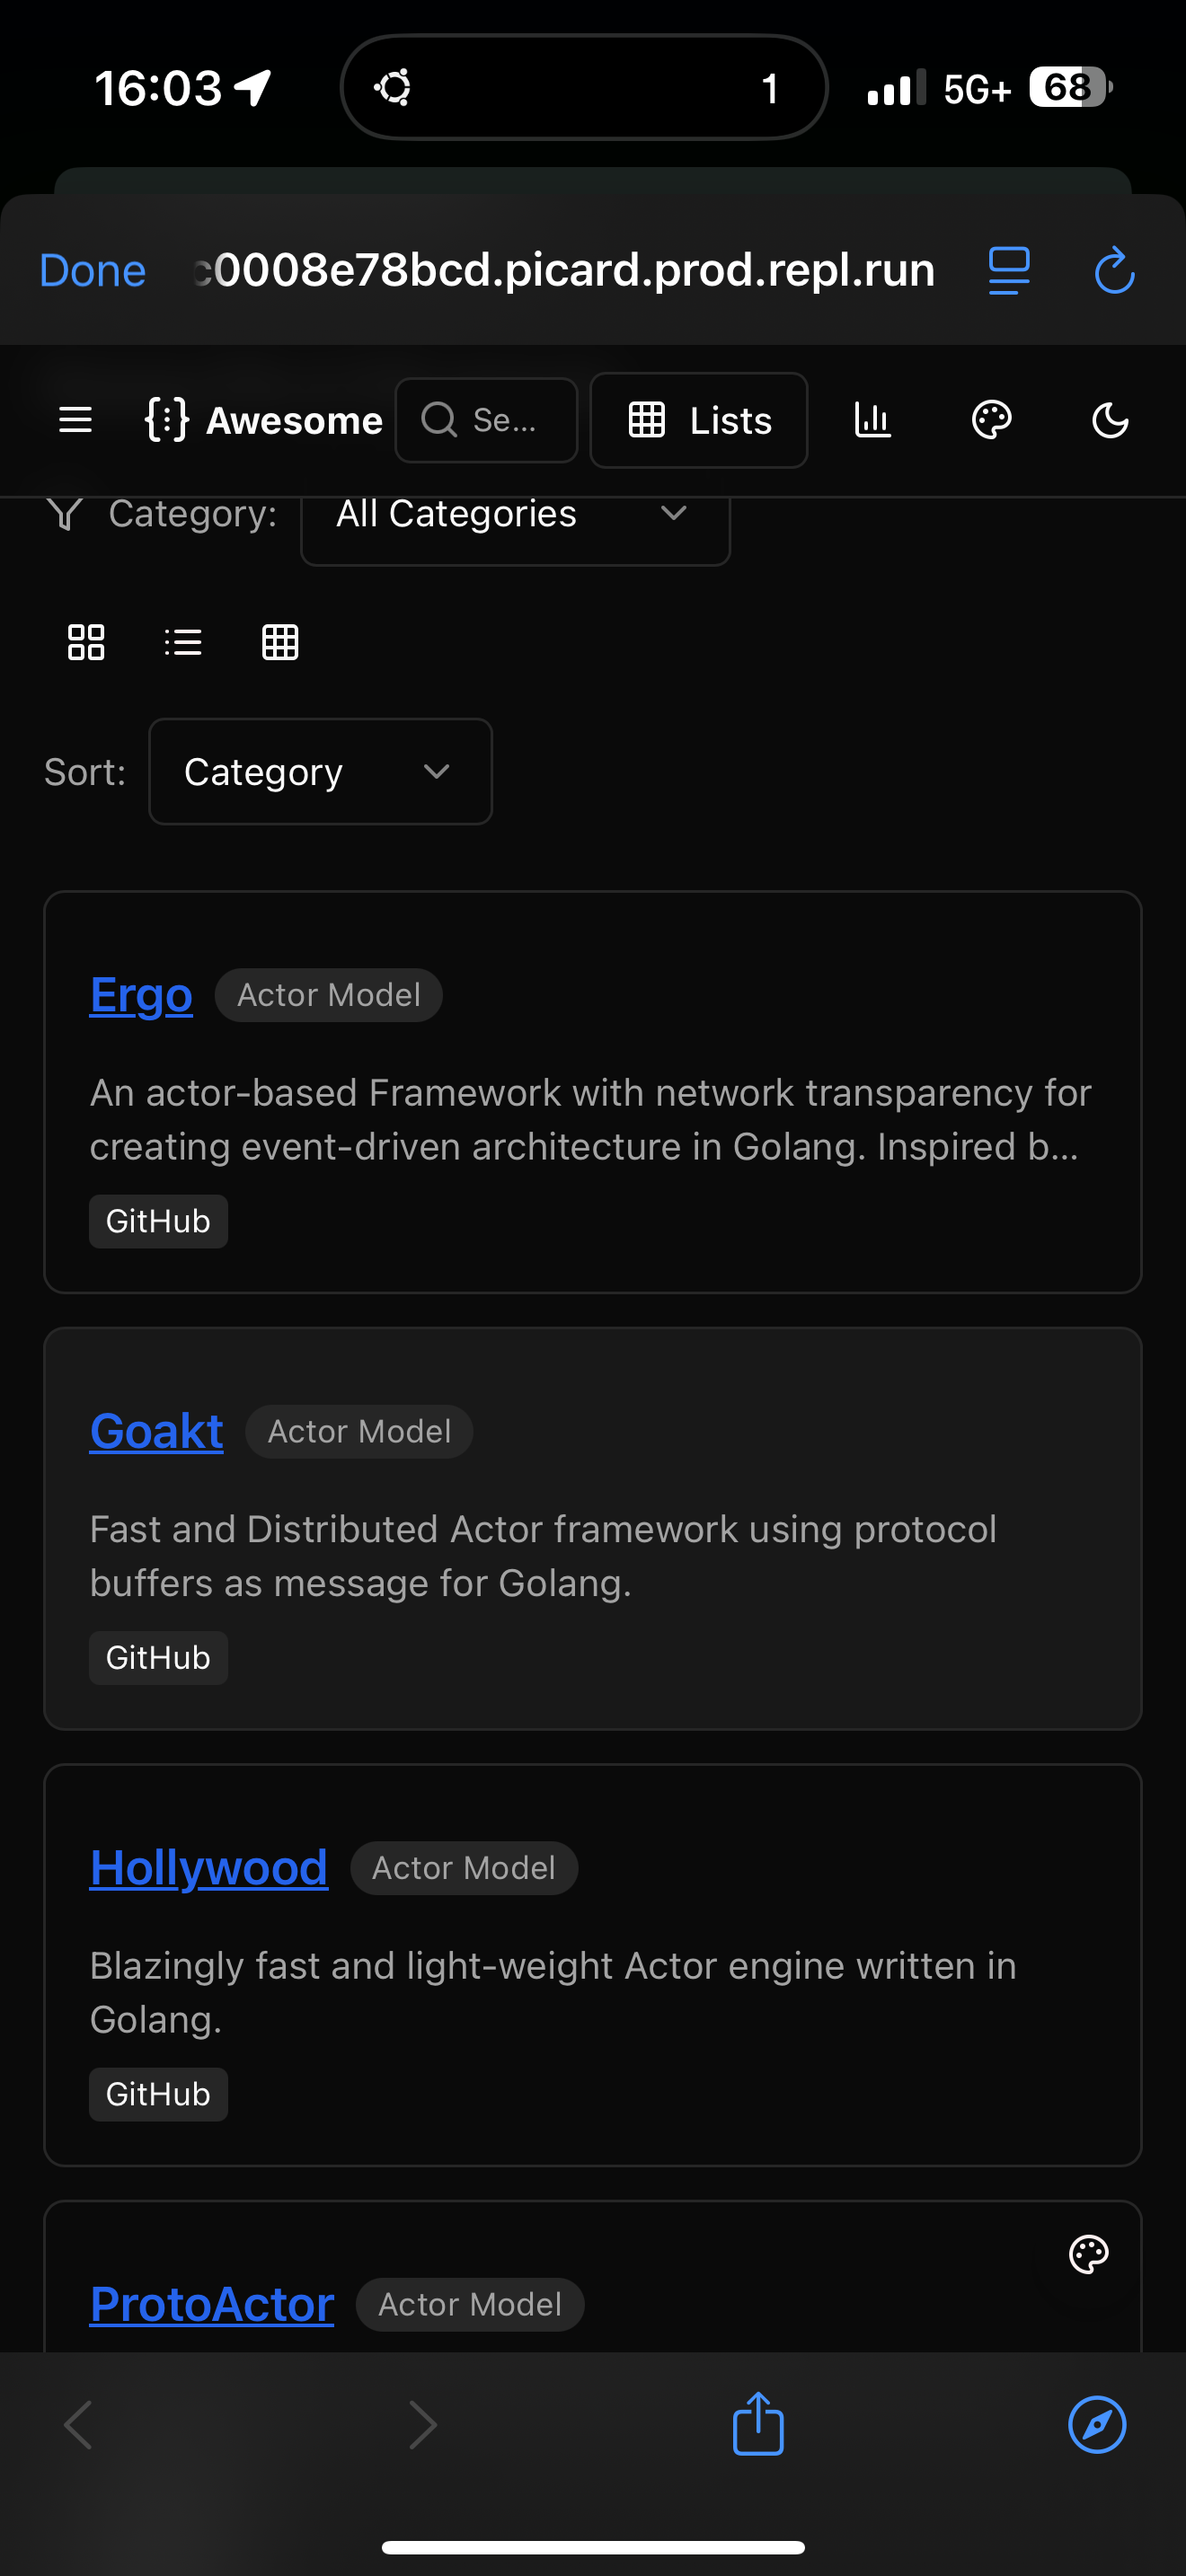 16:03
1
5G+
68
Done
c0008e78bcd.picard.prod.repl.run
Awesome
Se...
Lists
Category:
All Categories
Sort:
Category
Ergo
Actor Model
An actor-based Framework with network transparency for
creating event-driven architecture in Golang. Inspired b...
GitHub
Goakt
Actor Model
Fast and Distributed Actor framework using protocol
buffers as message for Golang.
GitHub
Hollywood
Actor Model
Blazingly fast and light-weight Actor engine written in
Golang.
GitHub
ProtoActor
Actor Model